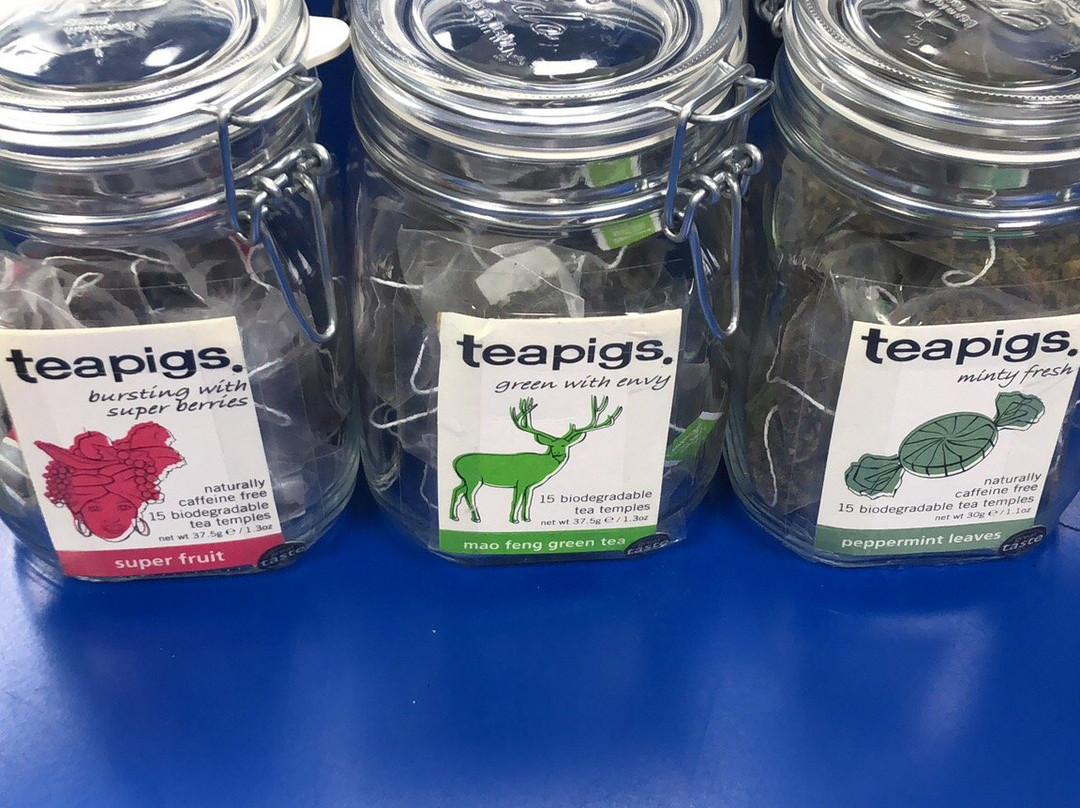 teapigs.
bursting with
super berries
naturally
caffeine free
15 biodegradable
tea temples
net wt 37.5g ℮ / 1.3oz
super fruit
taste
teapigs.
green with envy
15 biodegradable
tea temples
net wt 37.5g ℮ / 1.3oz
mao feng green tea
taste
teapigs.
minty fresh
naturally
caffeine free
15 biodegradable
tea temples
net wt 30g ℮ / 1.1oz
peppermint leaves
taste